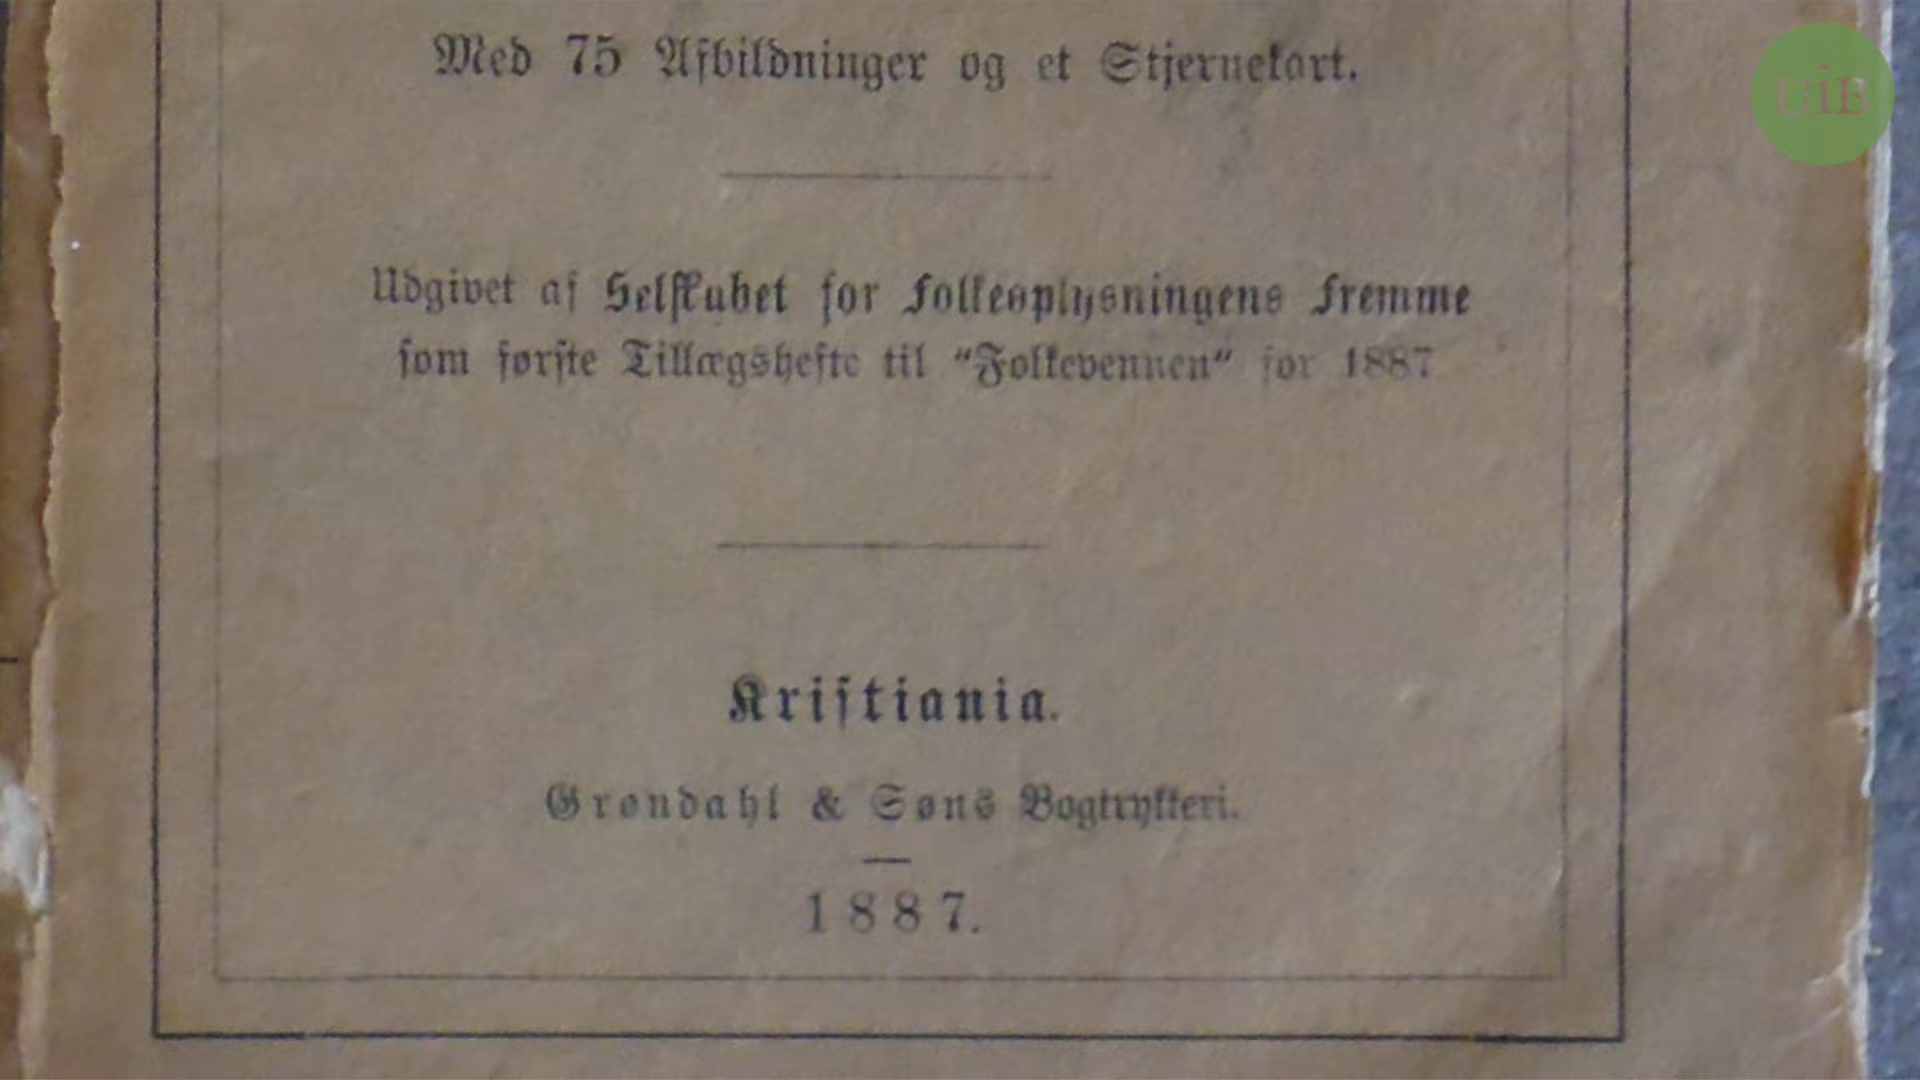 Med 75 Afbildninger og et Stjernekart.
UiB
Udgivet af Selskabet for Folkeoplysningens Fremme
som første Tillægshefte til “Folkevennen“ for 1887
Kristiania.
Grøndahl & Søns Bogtrykkeri.
1887.